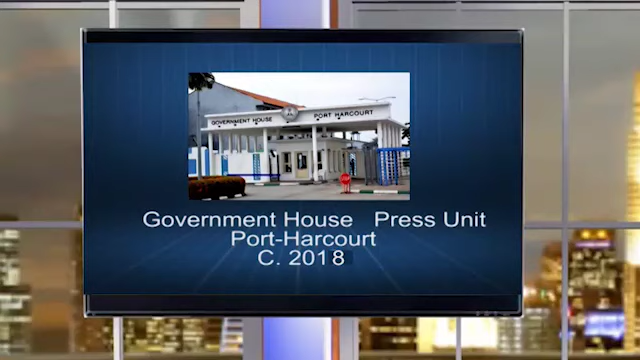 GOVERNMENT HOUSE PORT HARCOURT
Government House Press Unit
Port-Harcourt
C. 2018